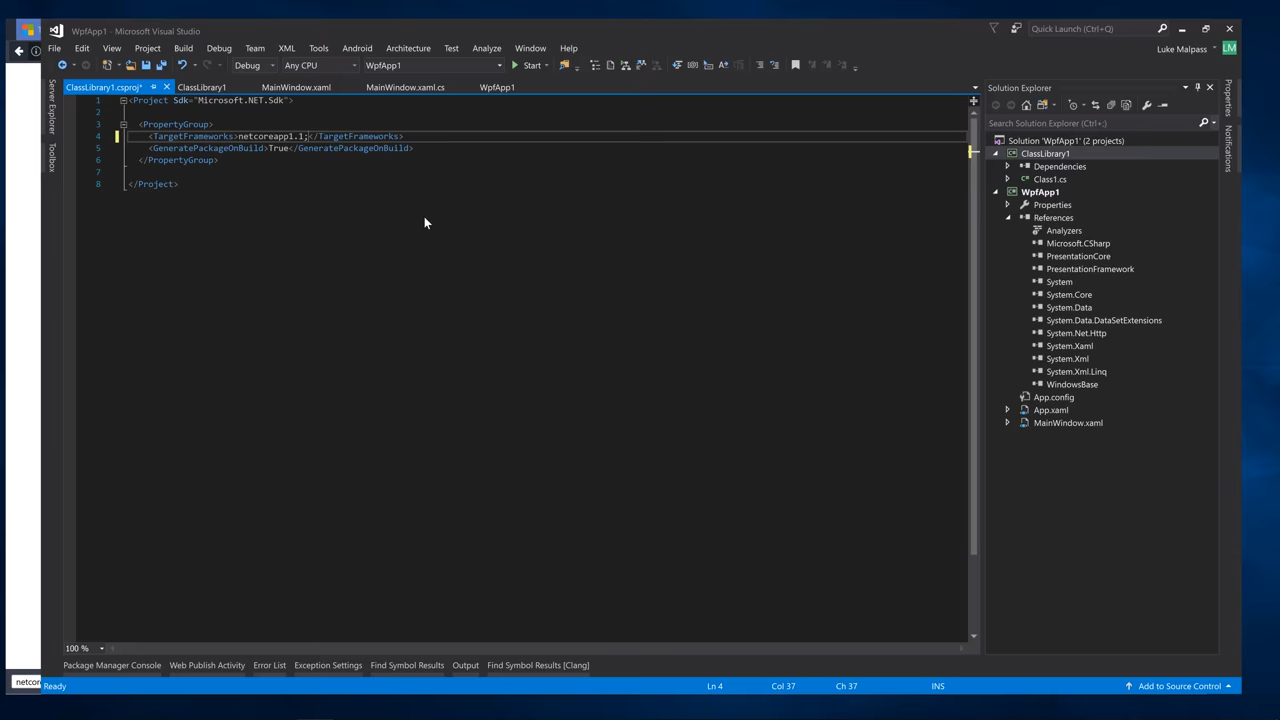 WpfApp1 - Microsoft Visual Studio
Quick Launch (Ctrl+Q)
File Edit View Project Build Debug Team XML Tools Android Architecture Test Analyze Window Help
Luke Malpass LM
Debug Any CPU WpfApp1 Start
ClassLibrary1.csproj* ClassLibrary1 MainWindow.xaml MainWindow.xaml.cs WpfApp1
Server Explorer
Toolbox
1 <Project Sdk="Microsoft.NET.Sdk">
2
3 <PropertyGroup>
4 <TargetFrameworks>netcoreapp1.1;</TargetFrameworks>
5 <GeneratePackageOnBuild>True</GeneratePackageOnBuild>
6 </PropertyGroup>
7
8 </Project>
Solution Explorer
Search Solution Explorer (Ctrl+;)
Solution 'WpfApp1' (2 projects)
ClassLibrary1
Dependencies
Class1.cs
WpfApp1
Properties
References
Analyzers
Microsoft.CSharp
PresentationCore
PresentationFramework
System
System.Core
System.Data
System.Data.DataSetExtensions
System.Net.Http
System.Xaml
System.Xml
System.Xml.Linq
WindowsBase
App.config
App.xaml
MainWindow.xaml
Properties
Notifications
100 %
Package Manager Console Web Publish Activity Error List Exception Settings Find Symbol Results Output Find Symbol Results [Clang]
netcor
Ready Ln 4 Col 37 Ch 37 INS Add to Source Control